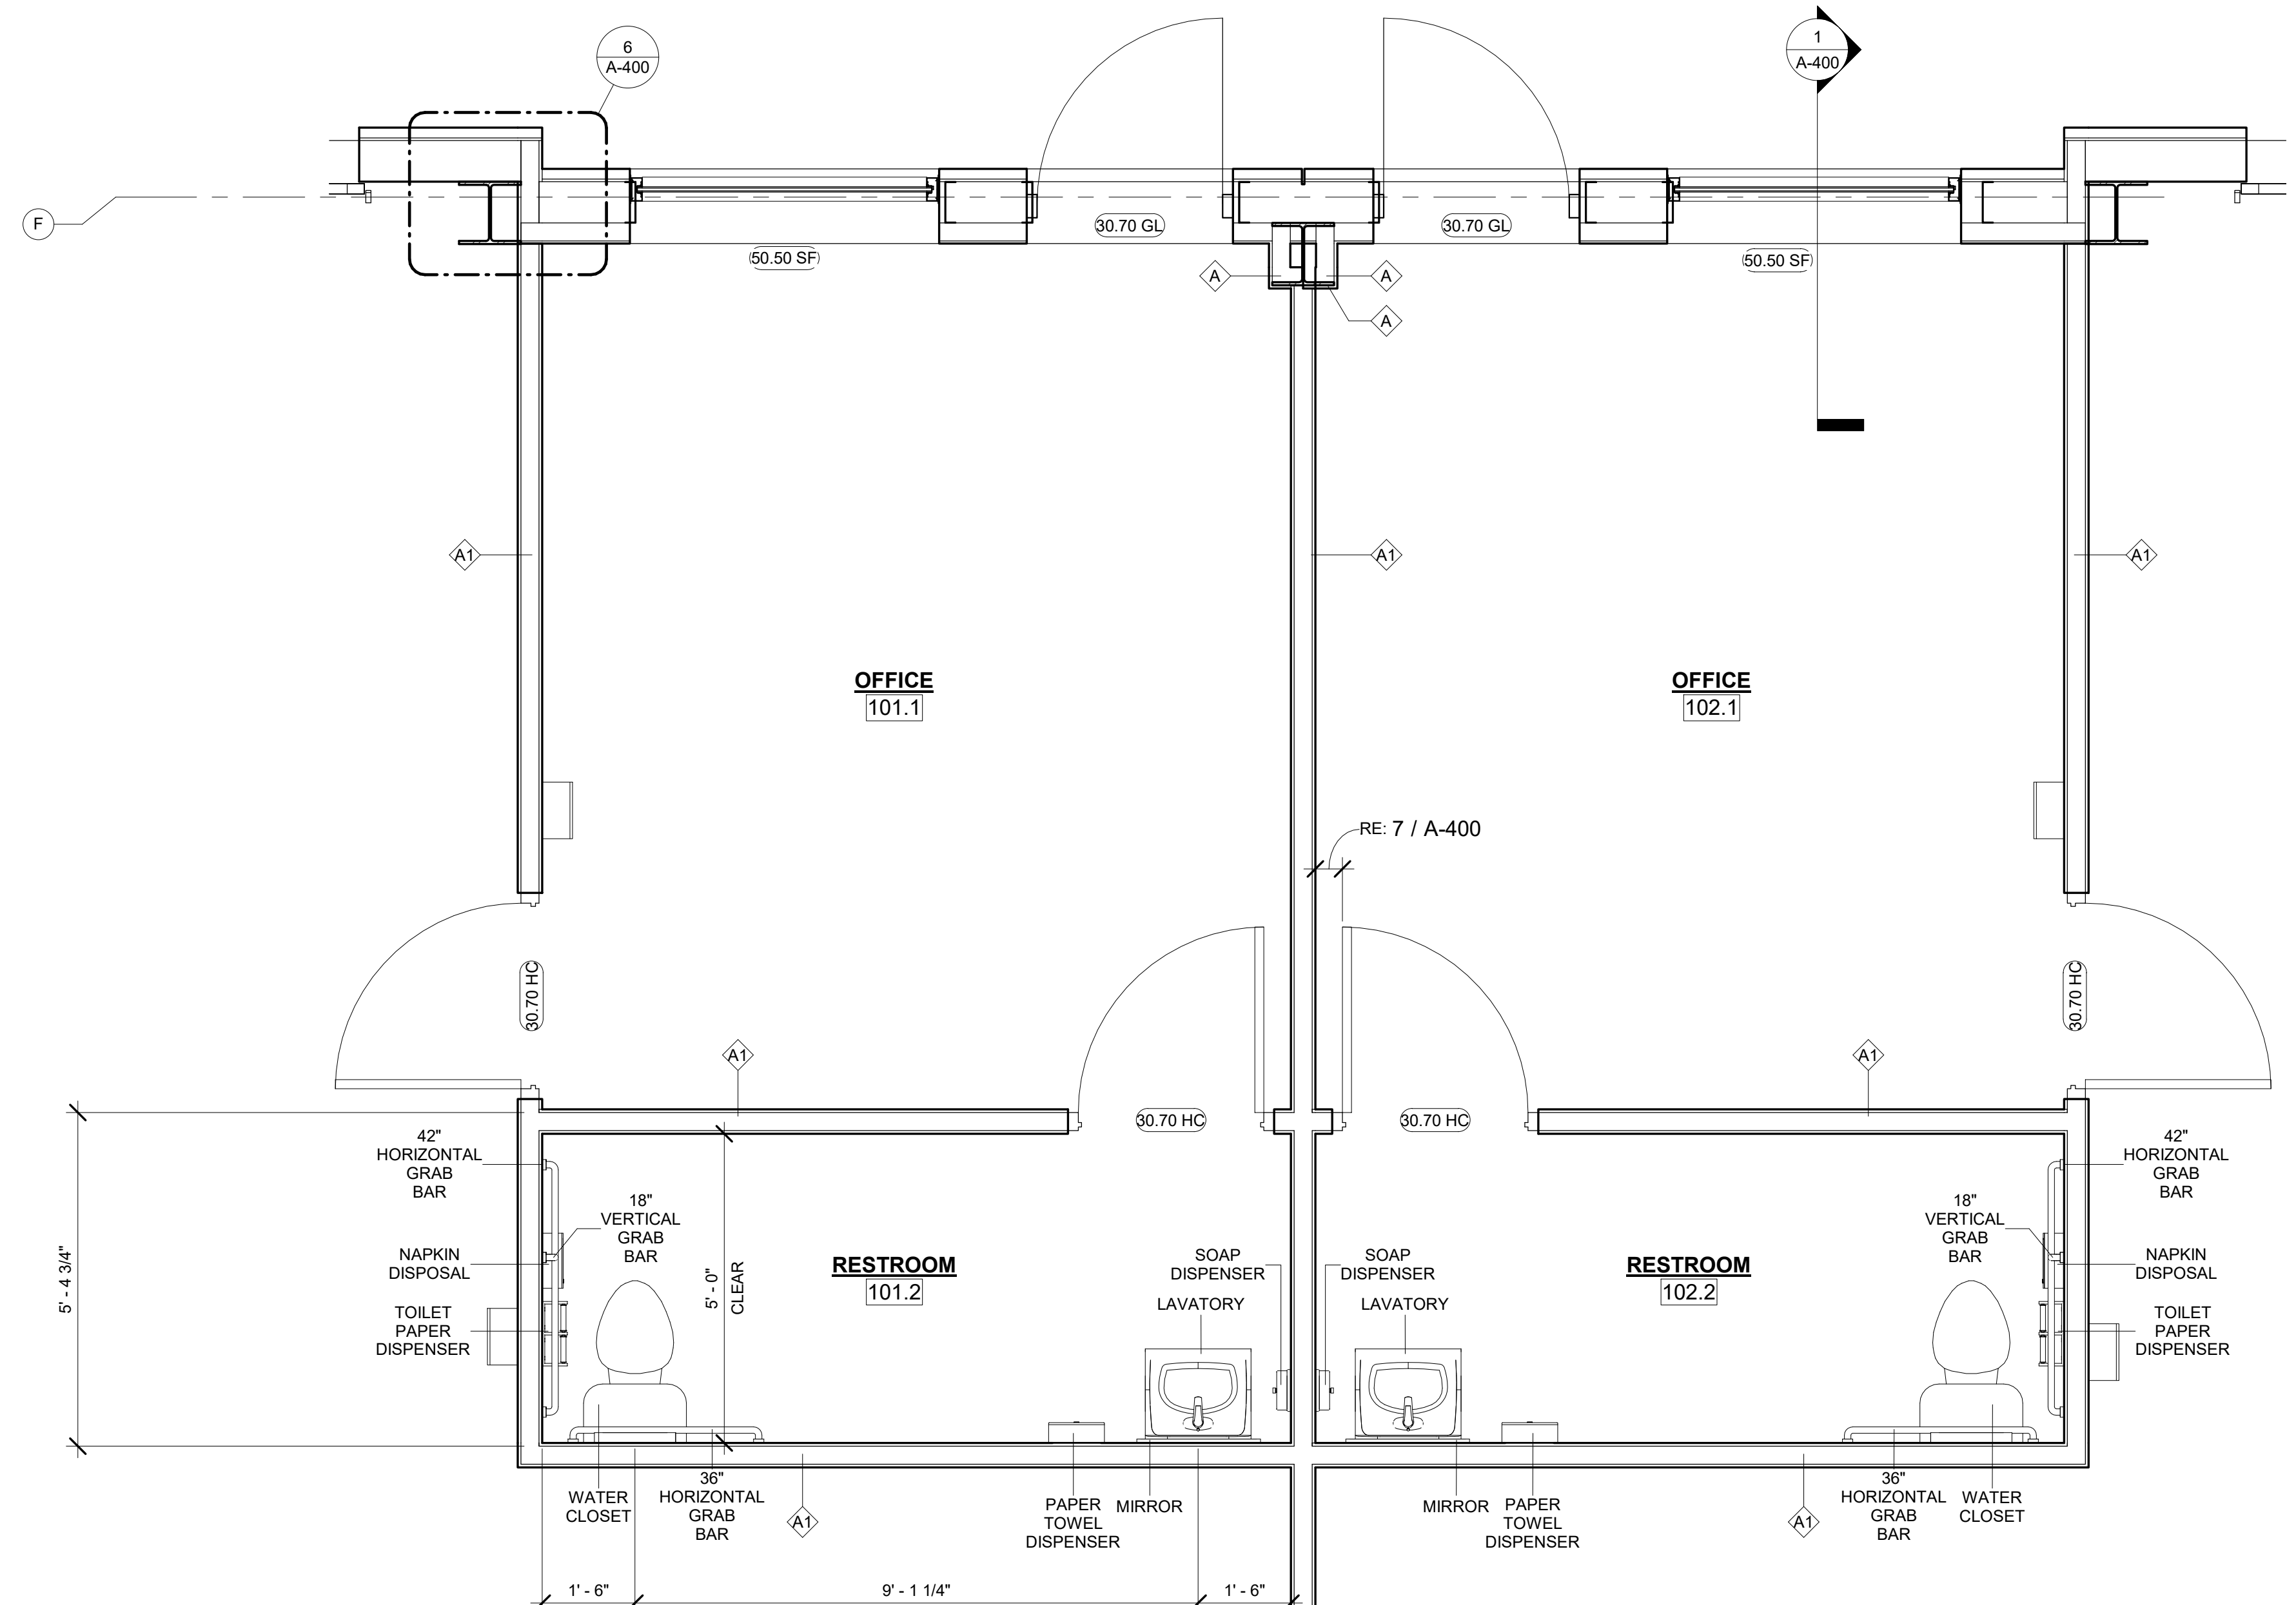 6
A-400
1
A-400
F
30.70 GL
30.70 GL
50.50 SF
50.50 SF
A
A
A
A1
A1
A1
OFFICE
101.1
OFFICE
102.1
RE: 7 / A-400
30.70 HC
30.70 HC
A1
A1
30.70 HC
30.70 HC
42"
HORIZONTAL
GRAB
BAR
18"
VERTICAL
GRAB
BAR
NAPKIN
DISPOSAL
TOILET
PAPER
DISPENSER
5' - 4 3/4"
5' - 0"
CLEAR
RESTROOM
101.2
SOAP
DISPENSER
LAVATORY
SOAP
DISPENSER
LAVATORY
RESTROOM
102.2
18"
VERTICAL
GRAB
BAR
42"
HORIZONTAL
GRAB
BAR
NAPKIN
DISPOSAL
TOILET
PAPER
DISPENSER
WATER
CLOSET
36"
HORIZONTAL
GRAB
BAR
A1
PAPER
TOWEL
DISPENSER
MIRROR
MIRROR
PAPER
TOWEL
DISPENSER
A1
36"
HORIZONTAL
GRAB
BAR
WATER
CLOSET
1' - 6"
9' - 1 1/4"
1' - 6"